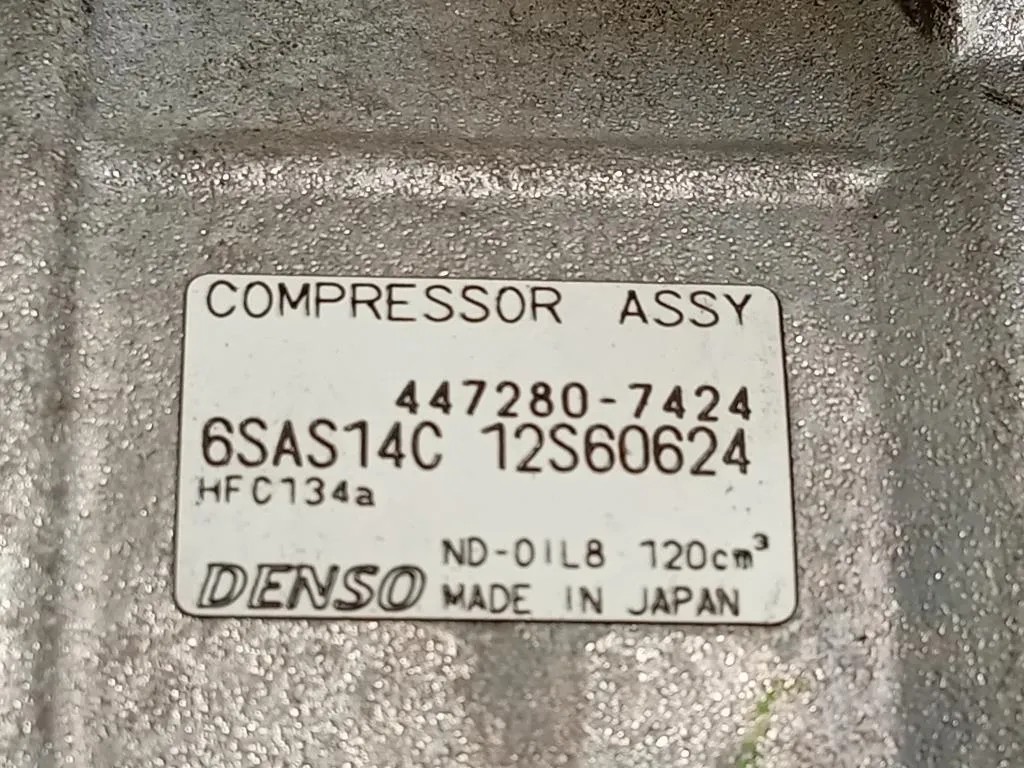 COMPRESSOR ASSY
447280-7424
6SAS14C 12S60624
HFC134a
ND-OIL8 120cm³
DENSO MADE IN JAPAN